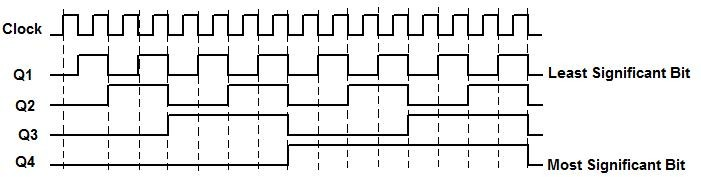 Clock
Q1
Least Significant Bit
Q2
Q3
Q4
Most Significant Bit